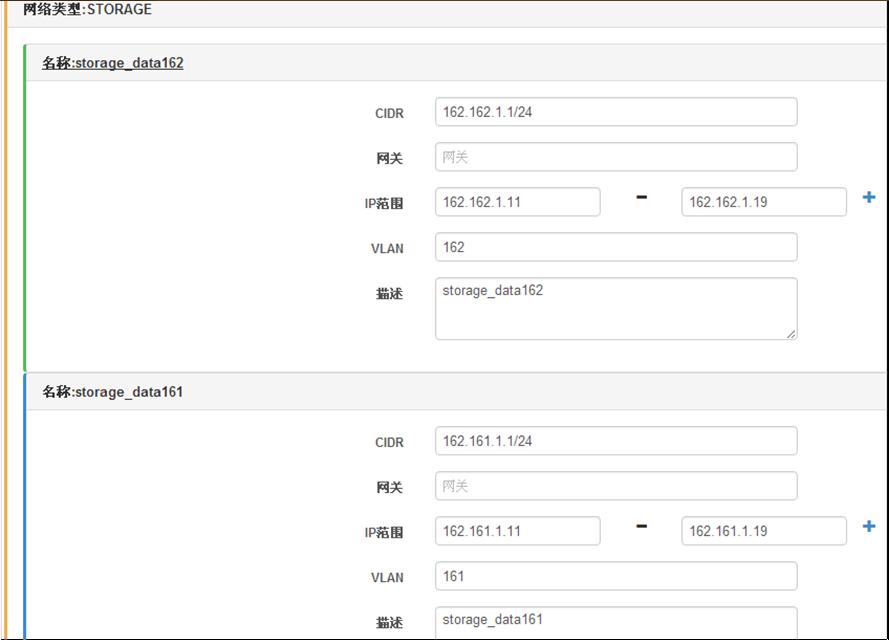 网络类型:STORAGE
名称:storage_data162
CIDR 162.162.1.1/24
网关 网关
IP范围 162.162.1.11 - 162.162.1.19 +
VLAN 162
描述 storage_data162
名称:storage_data161
CIDR 162.161.1.1/24
网关 网关
IP范围 162.161.1.11 - 162.161.1.19 +
VLAN 161
描述 storage_data161